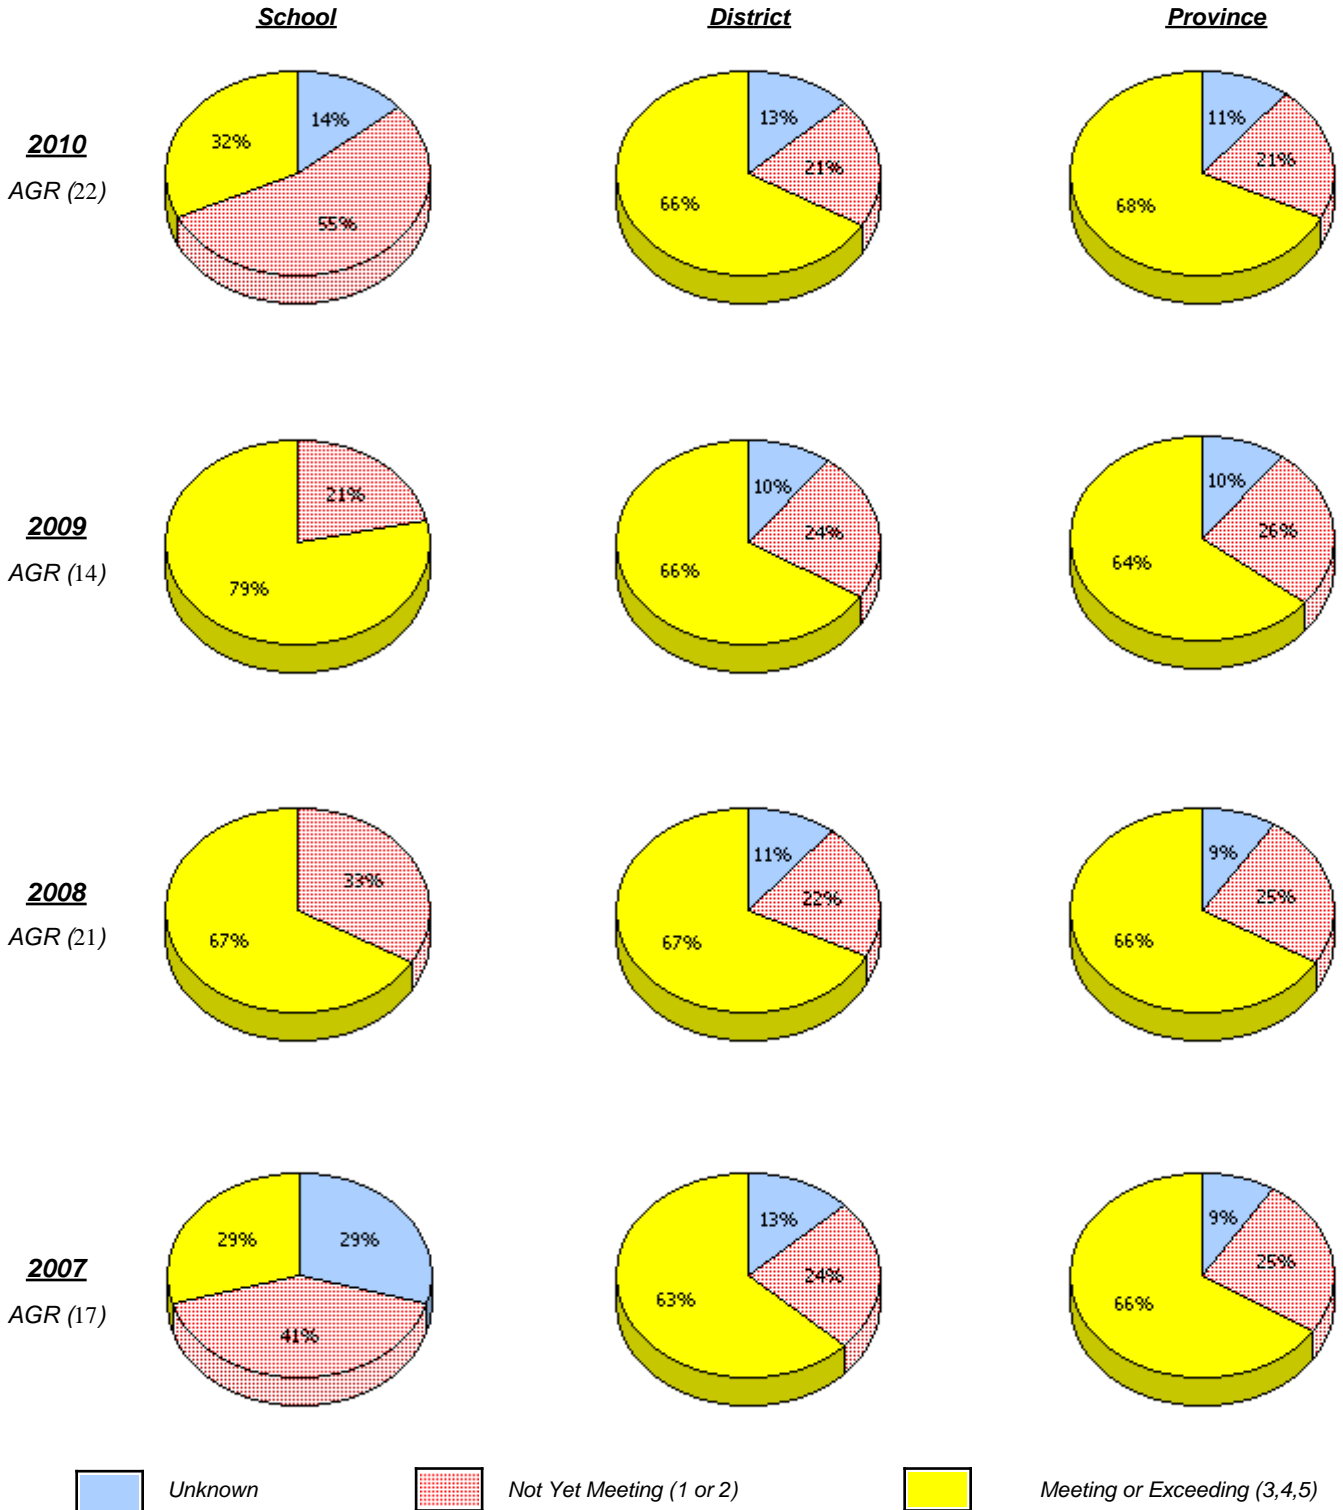 School District Province
2010
AGR (22)
32% 14% 55%
13% 21% 66%
11% 21% 68%
2009
AGR (14)
21% 79%
10% 24% 66%
10% 26% 64%
2008
AGR (21)
33% 67%
11% 22% 67%
9% 25% 66%
2007
AGR (17)
29% 29% 41%
13% 24% 63%
9% 25% 66%
Unknown Not Yet Meeting (1 or 2) Meeting or Exceeding (3,4,5)